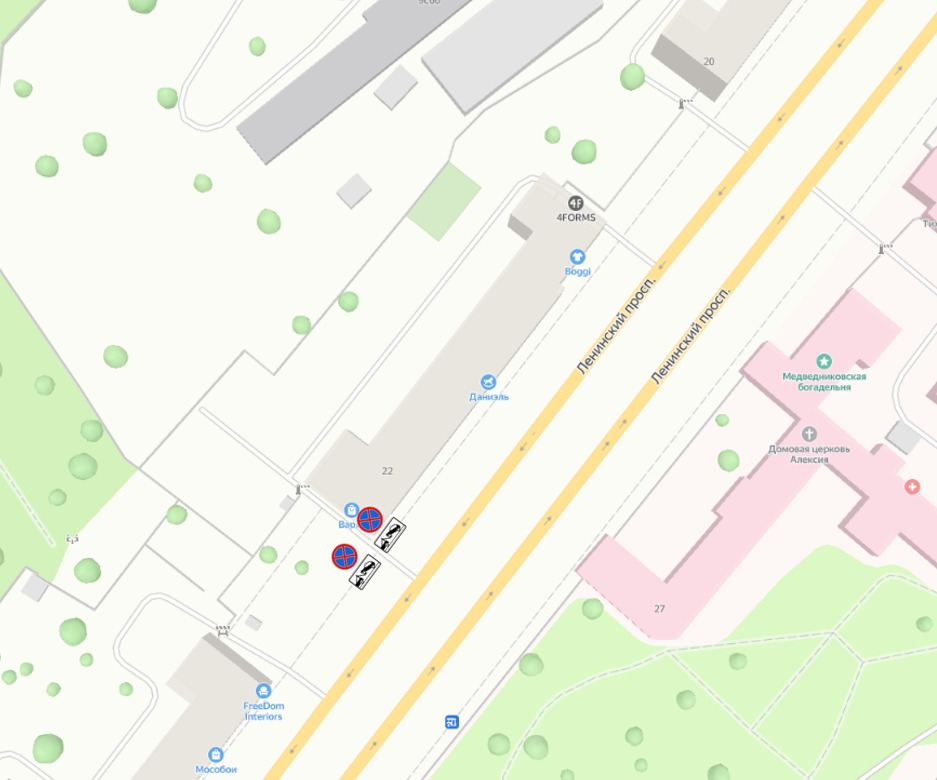 20
4F
4FORMS
Boggi
Ленинский просп.
Ленинский просп.
Медведниковская
богадельня
Даниэль
Домовая церковь
Алексия
22
27
FreeDom
Interiors
Мособои